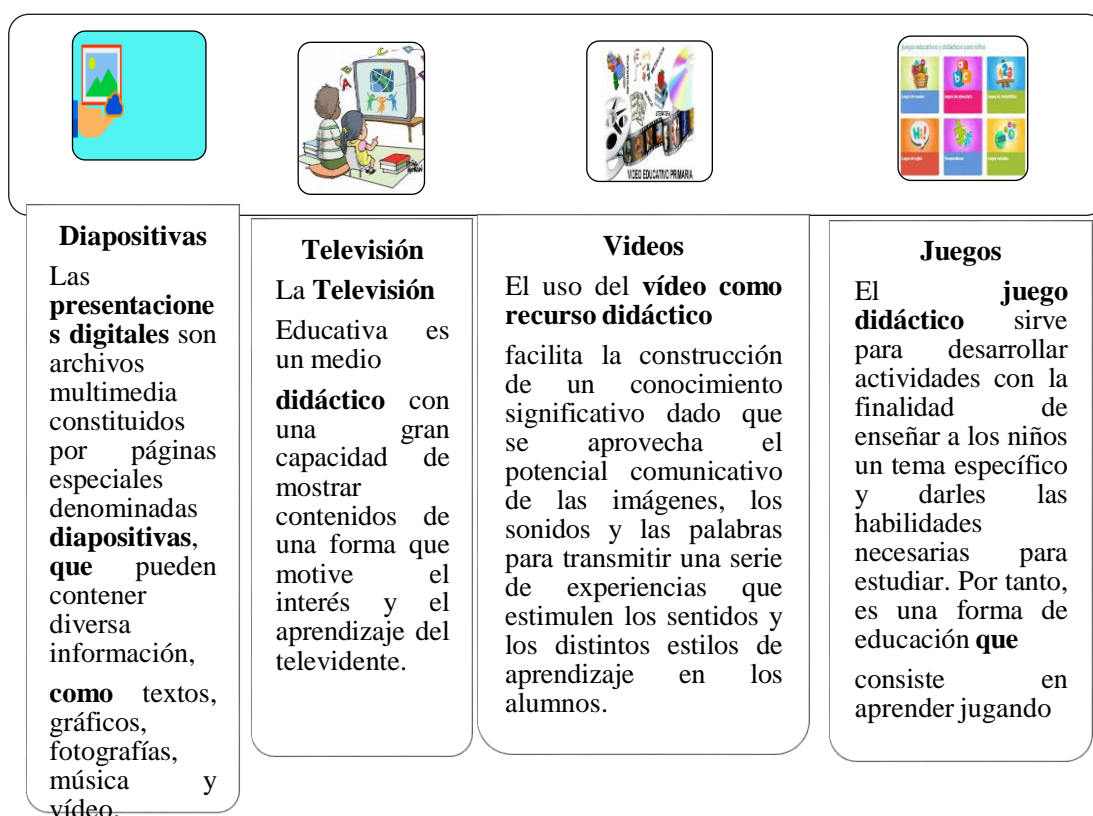 Juegos educativos y didácticos para niños
VIDEO EDUCATIVO PRIMARIA
Diapositivas
Las
presentacione
s digitales son
archivos
multimedia
constituidos
por páginas
especiales
denominadas
diapositivas,
que pueden
contener
diversa
información,
como textos,
gráficos,
fotografías,
música y
vídeo.
Televisión
La Televisión
Educativa es
un medio
didáctico con
una gran
capacidad de
mostrar
contenidos de
una forma que
motive el
interés y el
aprendizaje del
televidente.
Videos
El uso del vídeo como
recurso didáctico
facilita la construcción
de un conocimiento
significativo dado que
se aprovecha el
potencial comunicativo
de las imágenes, los
sonidos y las palabras
para transmitir una serie
de experiencias que
estimulen los sentidos y
los distintos estilos de
aprendizaje en los
alumnos.
Juegos
El juego
didáctico sirve
para desarrollar
actividades con la
finalidad de
enseñar a los niños
un tema específico
y darles las
habilidades
necesarias para
estudiar. Por tanto,
es una forma de
educación que
consiste en
aprender jugando